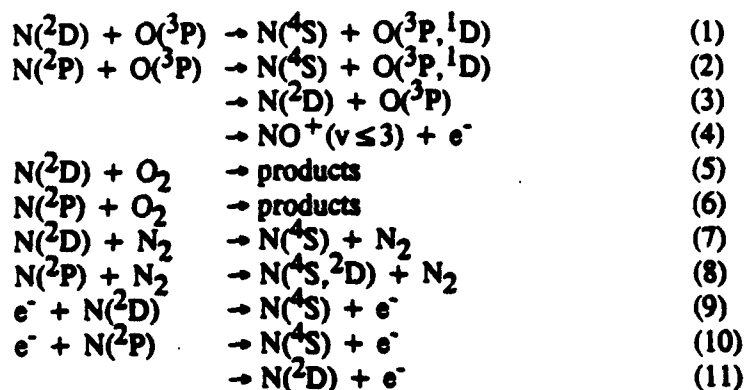 N(²D) + O(³P) → N(⁴S) + O(³P,¹D) (1)
N(²P) + O(³P) → N(⁴S) + O(³P,¹D) (2)
→ N(²D) + O(³P) (3)
→ NO⁺(v ≤ 3) + e⁻ (4)
N(²D) + O₂ → products (5)
N(²P) + O₂ → products (6)
N(²D) + N₂ → N(⁴S) + N₂ (7)
N(²P) + N₂ → N(⁴S,²D) + N₂ (8)
e⁻ + N(²D) → N(⁴S) + e⁻ (9)
e⁻ + N(²P) → N(⁴S) + e⁻ (10)
→ N(²D) + e⁻ (11)